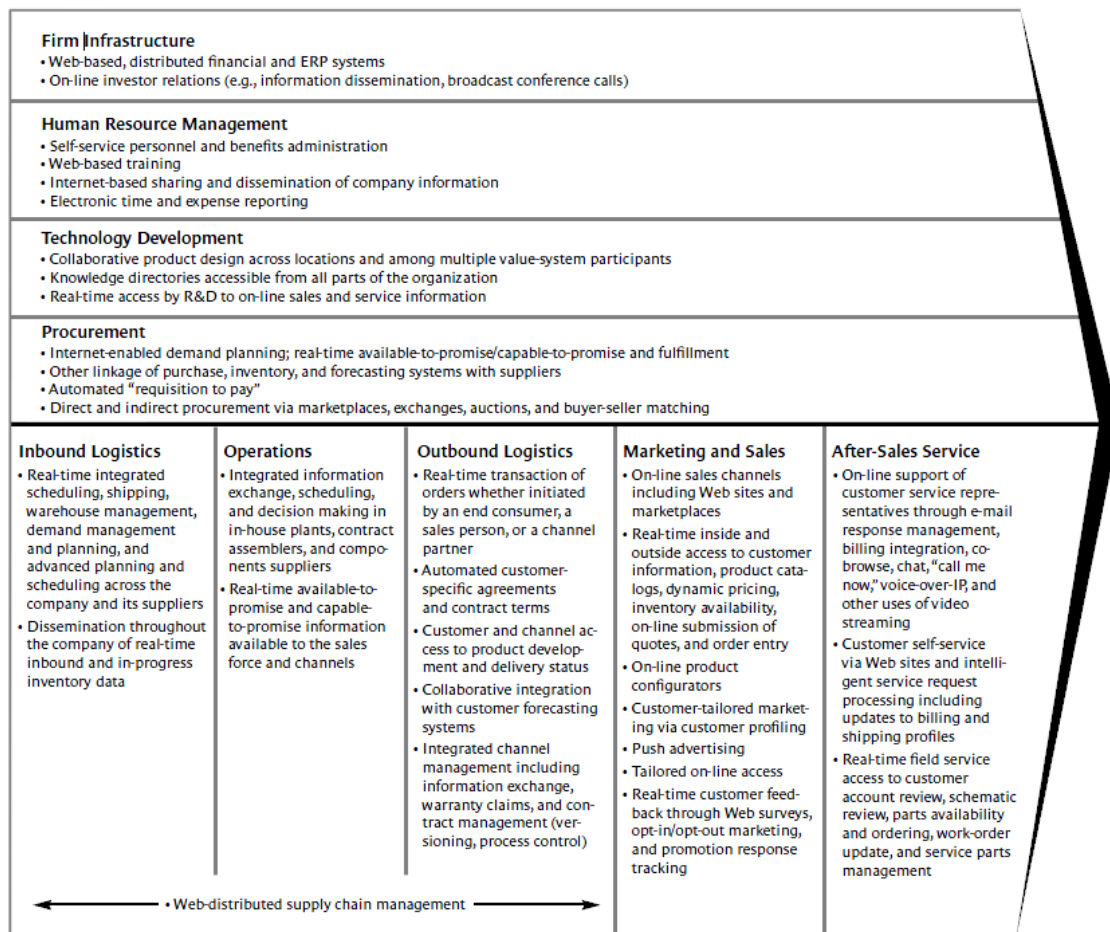 Firm Infrastructure
• Web-based, distributed financial and ERP systems
• On-line investor relations (e.g., information dissemination, broadcast conference calls)
Human Resource Management
• Self-service personnel and benefits administration
• Web-based training
• Internet-based sharing and dissemination of company information
• Electronic time and expense reporting
Technology Development
• Collaborative product design across locations and among multiple value-system participants
• Knowledge directories accessible from all parts of the organization
• Real-time access by R&D to on-line sales and service information
Procurement
• Internet-enabled demand planning; real-time available-to-promise/capable-to-promise and fulfillment
• Other linkage of purchase, inventory, and forecasting systems with suppliers
• Automated “requisition to pay”
• Direct and indirect procurement via marketplaces, exchanges, auctions, and buyer-seller matching
Inbound Logistics
• Real-time integrated
scheduling, shipping,
warehouse management,
demand management
and planning, and
advanced planning and
scheduling across the
company and its suppliers
• Dissemination throughout
the company of real-time
inbound and in-progress
inventory data
Operations
• Integrated information
exchange, scheduling,
and decision making in
in-house plants, contract
assemblers, and compo-
nents suppliers
• Real-time available-to-
promise and capable-
to-promise information
available to the sales
force and channels
Outbound Logistics
• Real-time transaction of
orders whether initiated
by an end consumer, a
sales person, or a channel
partner
• Automated customer-
specific agreements
and contract terms
• Customer and channel ac-
cess to product develop-
ment and delivery status
• Collaborative integration
with customer forecasting
systems
• Integrated channel
management including
information exchange,
warranty claims, and con-
tract management (ver-
sioning, process control)
Marketing and Sales
• On-line sales channels
including Web sites and
marketplaces
• Real-time inside and
outside access to customer
information, product cata-
logs, dynamic pricing,
inventory availability,
on-line submission of
quotes, and order entry
• On-line product
configurators
• Customer-tailored market-
ing via customer profiling
• Push advertising
• Tailored on-line access
• Real-time customer feed-
back through Web surveys,
opt-in/opt-out marketing,
and promotion response
tracking
After-Sales Service
• On-line support of
customer service repre-
sentatives through e-mail
response management,
billing integration, co-
browse, chat, “call me
now,” voice-over-IP, and
other uses of video
streaming
• Customer self-service
via Web sites and intelli-
gent service request
processing including
updates to billing and
shipping profiles
• Real-time field service
access to customer
account review, schematic
review, parts availability
and ordering, work-order
update, and service parts
management
• Web-distributed supply chain management